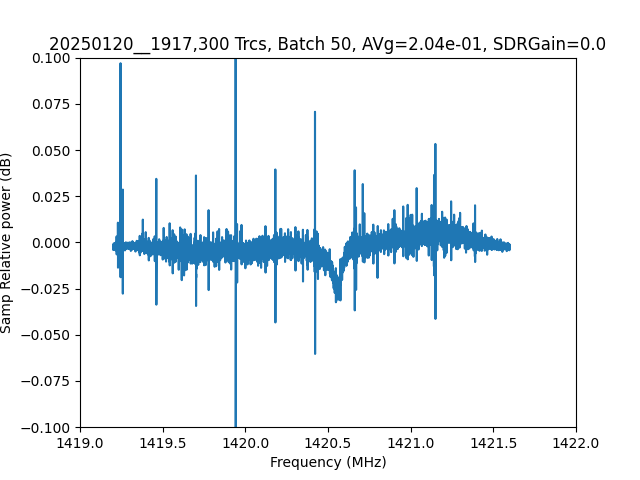 20250120__1917,300 Trcs, Batch 50, AVg=2.04e-01, SDRGain=0.0
0.100
0.075
0.050
0.025
0.000
−0.025
−0.050
−0.075
−0.100
Samp Relative power (dB)
1419.0 1419.5 1420.0 1420.5 1421.0 1421.5 1422.0
Frequency (MHz)